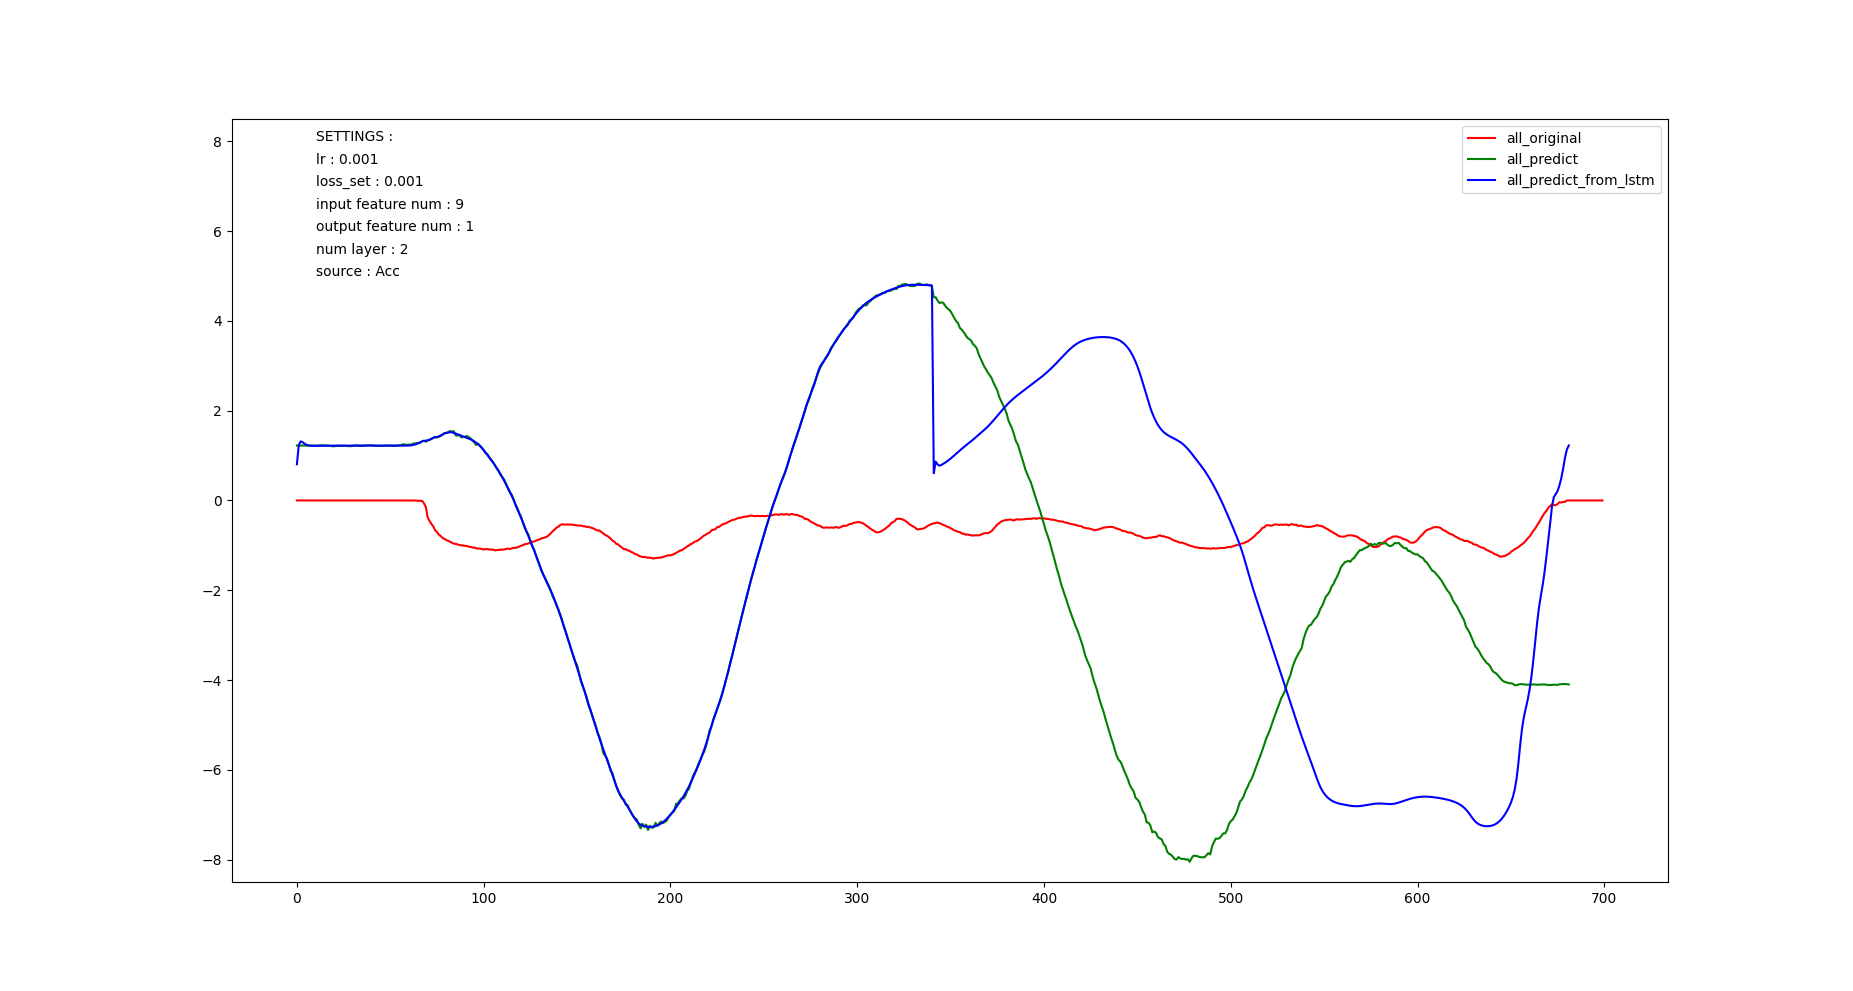 SETTINGS :
lr : 0.001
loss_set : 0.001
input feature num : 9
output feature num : 1
num layer : 2
source : Acc
all_original
all_predict
all_predict_from_lstm
8
6
4
2
0
−2
−4
−6
−8
0 100 200 300 400 500 600 700